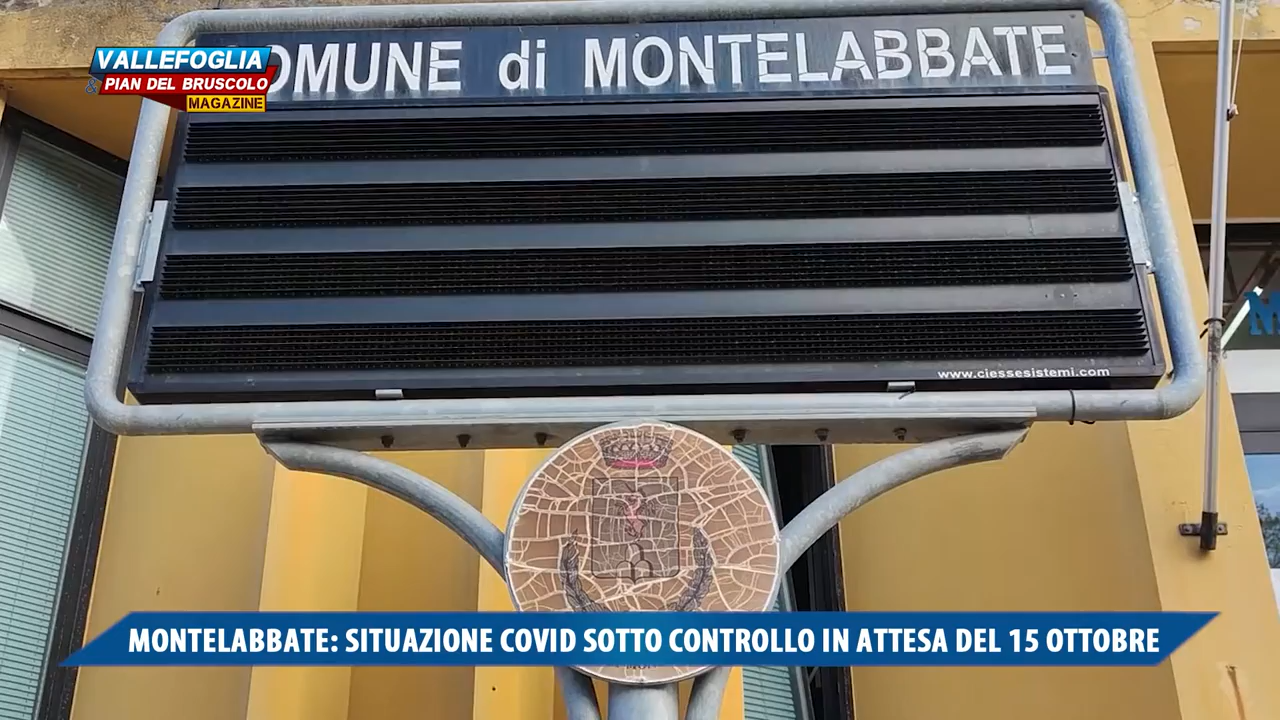 VALLEFOGLIA
& PIAN DEL BRUSCOLO
MAGAZINE
COMUNE di MONTELABBATE
www.ciessesistemi.com
MONTELABBATE: SITUAZIONE COVID SOTTO CONTROLLO IN ATTESA DEL 15 OTTOBRE